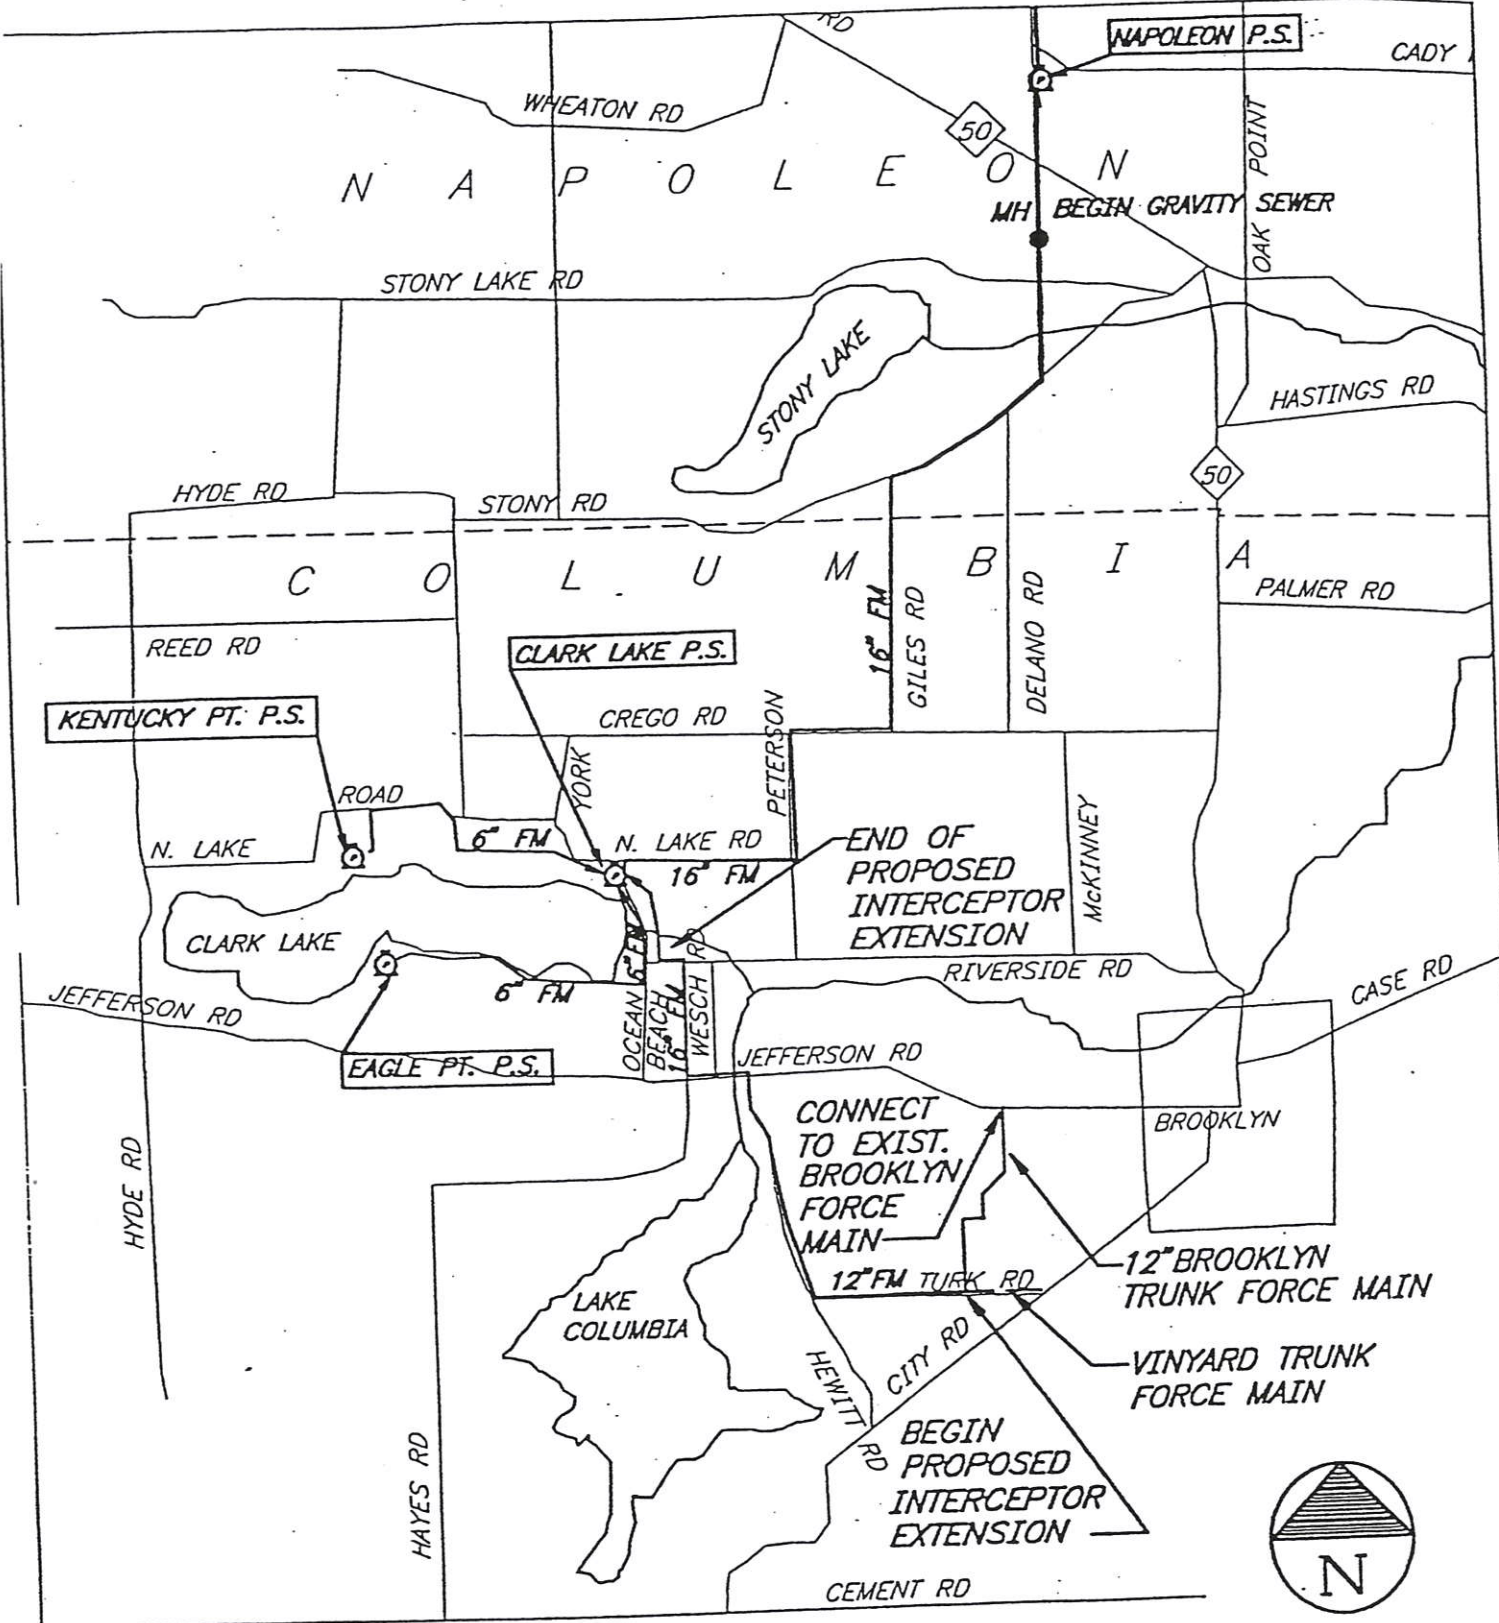 RD
NAPOLEON P.S.
CADY
WHEATON RD
50
OAK POINT
NAPOLEON
MH BEGIN GRAVITY SEWER
STONY LAKE RD
STONY LAKE
HASTINGS RD
HYDE RD
STONY RD
50
COLUMBIA
16" FM
GILES RD
DELANO RD
PALMER RD
REED RD
CLARK LAKE P.S.
KENTUCKY PT. P.S.
CREGO RD
PETERSON
YORK
ROAD
N. LAKE
6" FM
N. LAKE RD
16" FM
McKINNEY
END OF
PROPOSED
INTERCEPTOR
EXTENSION
CLARK LAKE
6" FM
RD
WESCH
RIVERSIDE RD
CASE RD
JEFFERSON RD
6" FM
OCEAN
BEACH
16" FM
EAGLE PT. P.S.
JEFFERSON RD
BROOKLYN
CONNECT
TO EXIST.
BROOKLYN
FORCE
MAIN
HYDE RD
12" BROOKLYN
TRUNK FORCE MAIN
12" FM TURK RD
LAKE
COLUMBIA
CITY RD
HEWITT RD
VINYARD TRUNK
FORCE MAIN
BEGIN
PROPOSED
INTERCEPTOR
EXTENSION
HAYES RD
CEMENT RD
N